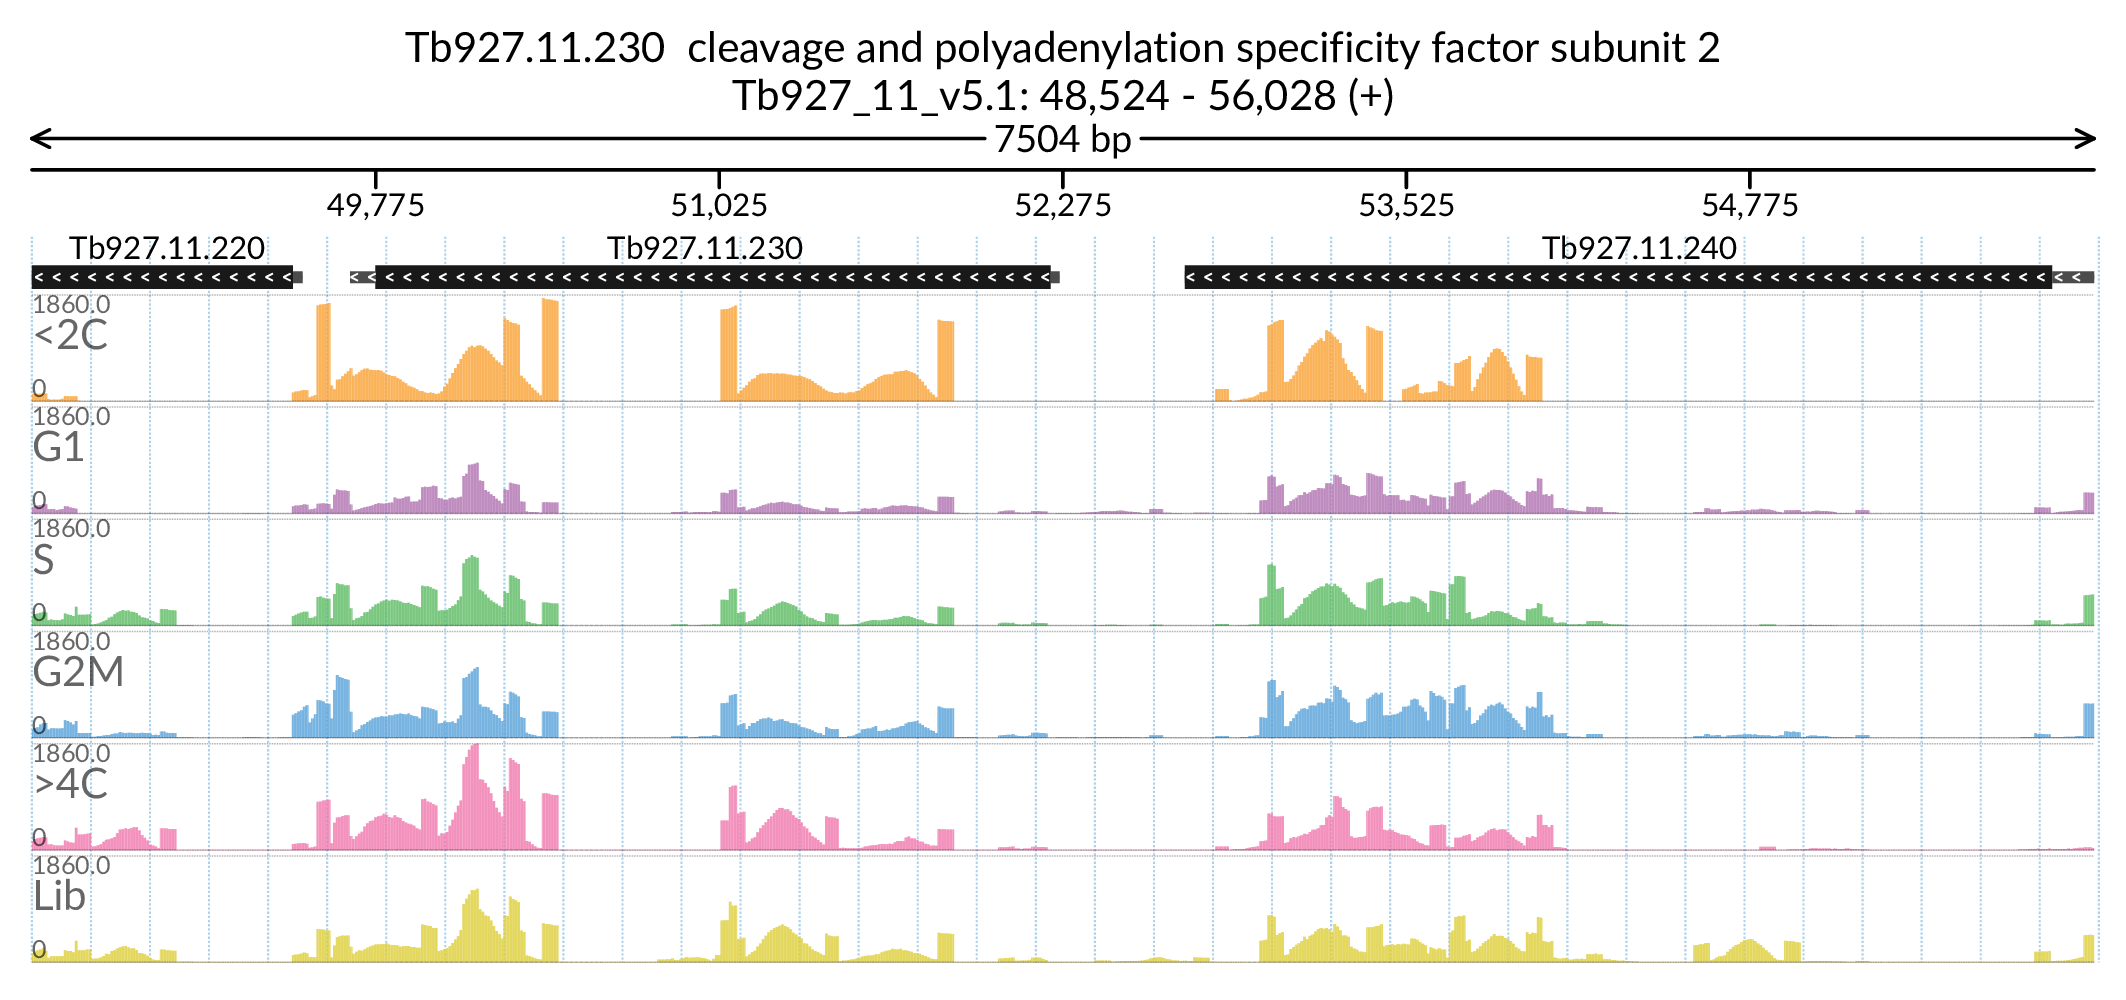 Tb927.11.230  cleavage and polyadenylation specificity factor subunit 2
Tb927_11_v5.1: 48,524 - 56,028 (+)
7504 bp
49,775 51,025 52,275 53,525 54,775
Tb927.11.220 Tb927.11.230 Tb927.11.240
1860.0
<2C
0
1860.0
G1
0
1860.0
S
0
1860.0
G2M
0
1860.0
>4C
0
1860.0
Lib
0